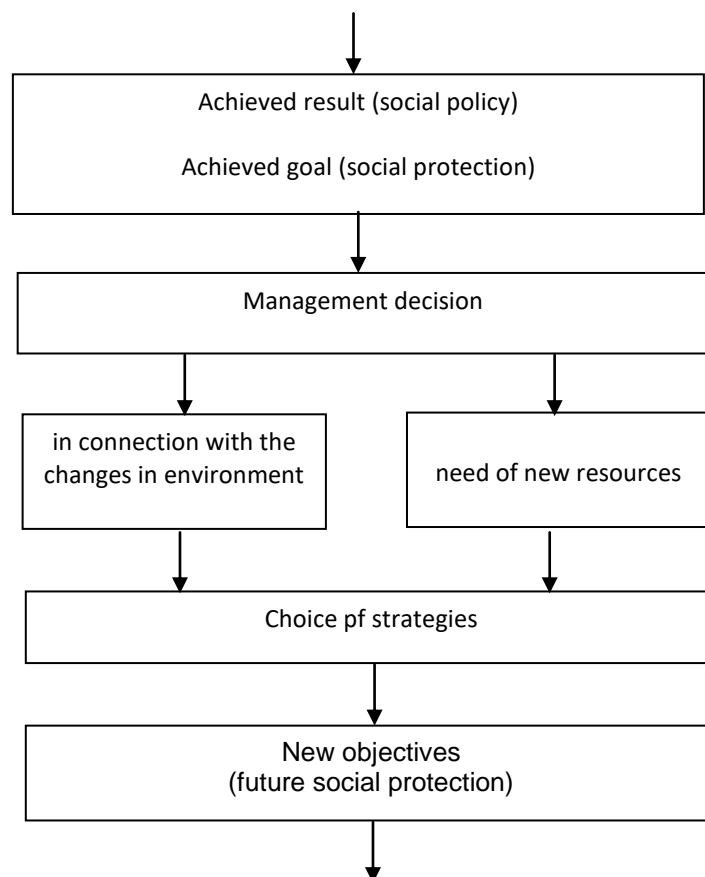 Achieved result (social policy)
Achieved goal (social protection)
Management decision
in connection with the
changes in environment
need of new resources
Choice pf strategies
New objectives
(future social protection)